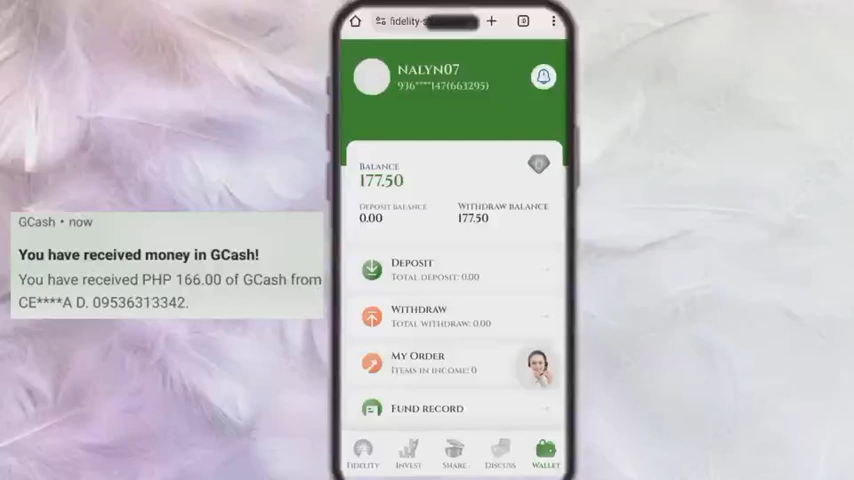 fidelity-
NALYN07
936****147(663295)
BALANCE
177.50
DEPOSIT BALANCE
WITHDRAW BALANCE
0.00
177.50
DEPOSIT
TOTAL DEPOSIT: 0.00
WITHDRAW
TOTAL WITHDRAW: 0.00
MY ORDER
ITEMS IN INCOME: 0
FUND RECORD
FIDELITY
INVEST
SHARE
DISCUSS
WALLET
GCash • now
You have received money in GCash!
You have received PHP 166.00 of GCash from
CE****A D. 09536313342.